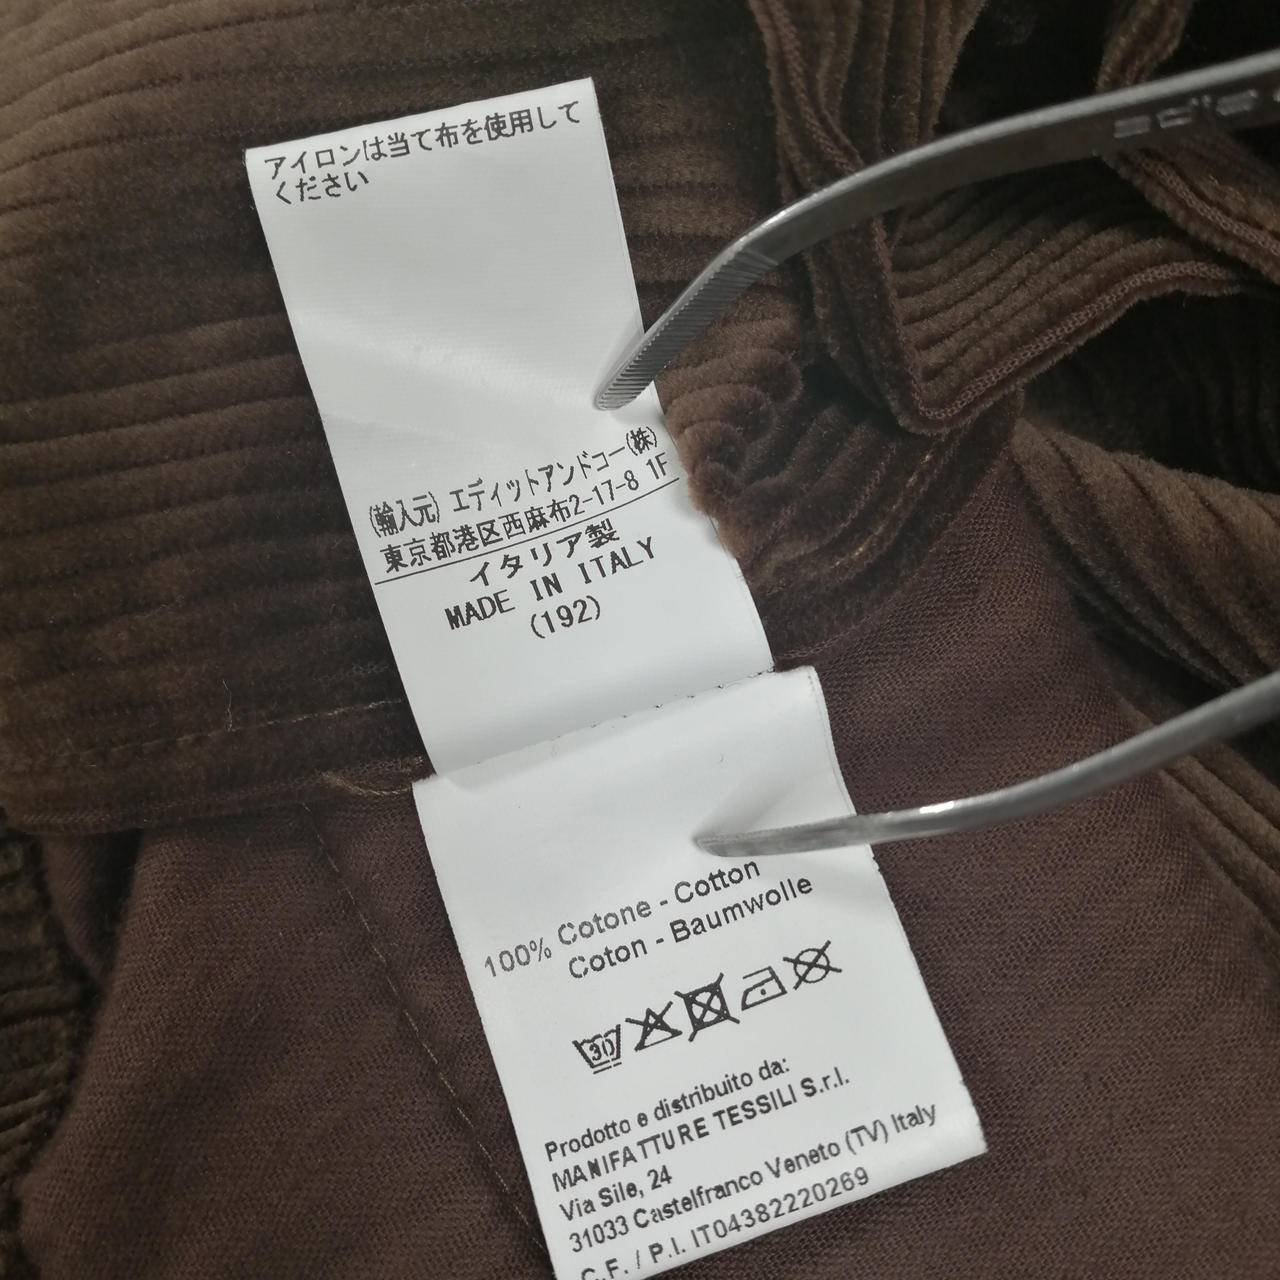 アイロンは当て布を使用して
ください
(輸入元) エディットアンドコー(株)
東京都港区西麻布2-17-8 1F
イタリア製
MADE IN ITALY
(192)
100% Cotone - Cotton
Coton - Baumwolle
30
Prodotto e distribuito da:
MANIFATTURE TESSILI S.r.l.
Via Sile, 24
31033 Castelfranco Veneto (TV) Italy
C.F. / P.I. IT04382220269